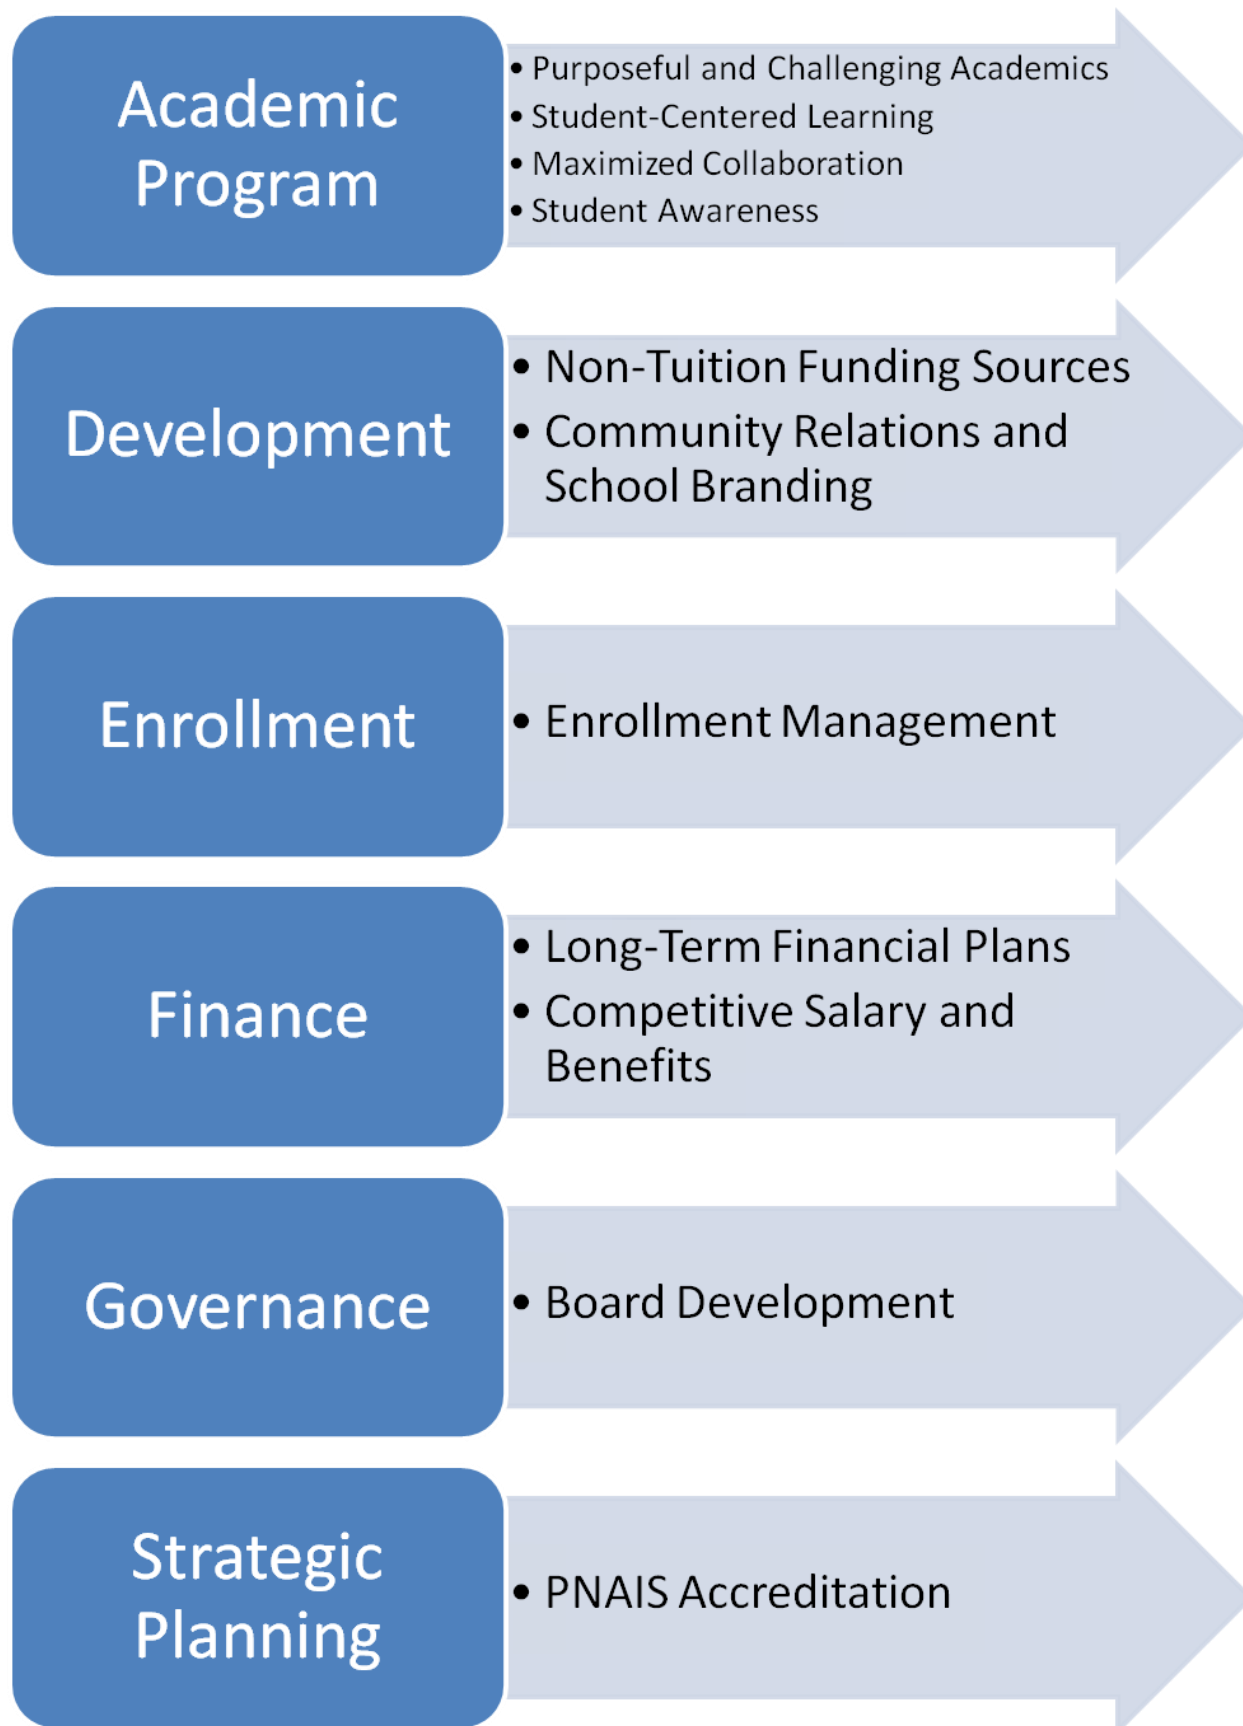 Academic
Program
• Purposeful and Challenging Academics
• Student-Centered Learning
• Maximized Collaboration
• Student Awareness
Development
• Non-Tuition Funding Sources
• Community Relations and
School Branding
Enrollment
• Enrollment Management
Finance
• Long-Term Financial Plans
• Competitive Salary and
Benefits
Governance
• Board Development
Strategic
Planning
• PNAIS Accreditation